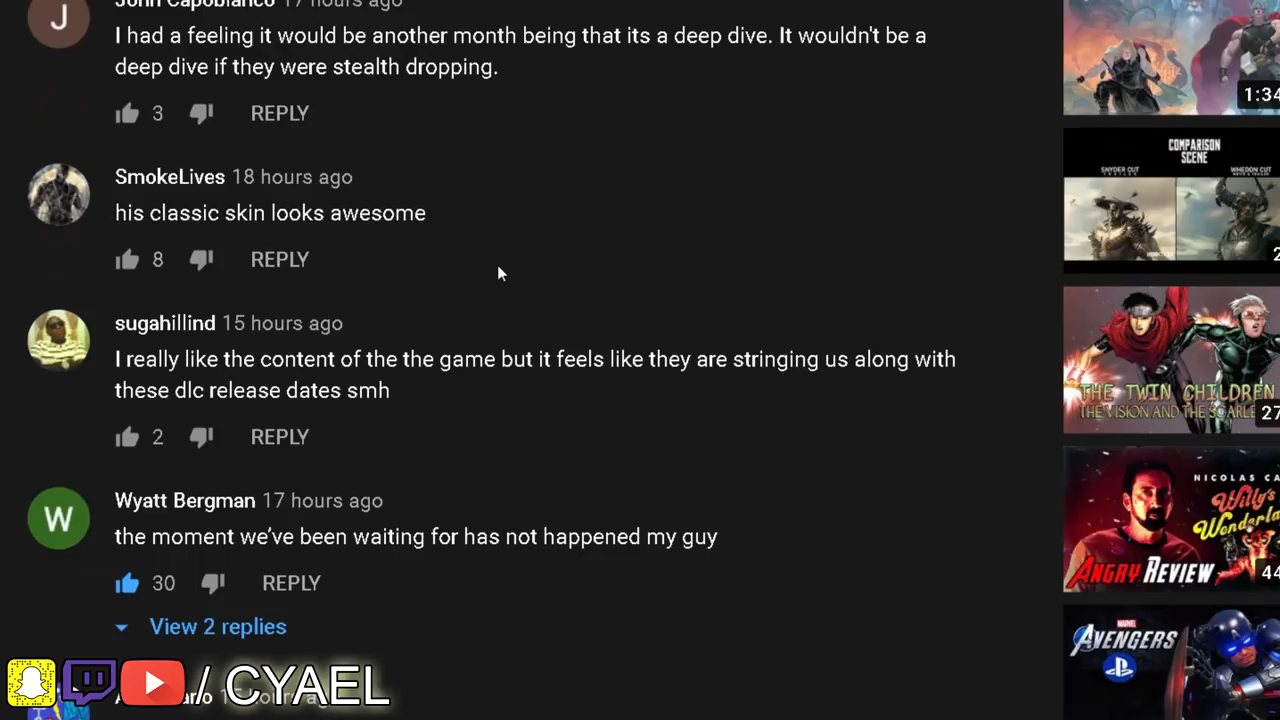 John Capobianco 17 hours ago
I had a feeling it would be another month being that its a deep dive. It wouldn't be a
deep dive if they were stealth dropping.
3 REPLY
SmokeLives 18 hours ago
his classic skin looks awesome
8 REPLY
sugahillind 15 hours ago
I really like the content of the the game but it feels like they are stringing us along with
these dlc release dates smh
2 REPLY
Wyatt Bergman 17 hours ago
the moment we've been waiting for has not happened my guy
30 REPLY
View 2 replies
/ CYAEL
1:34
COMPARISON
SCENE
SNYDER CUT
WHEDON CUT
THE TWIN CHILDREN
THE VISION AND THE SCARLE
27
NICOLAS CA
Willy's
Wonderla
ANGRY REVIEW
44
MARVEL
AVENGERS